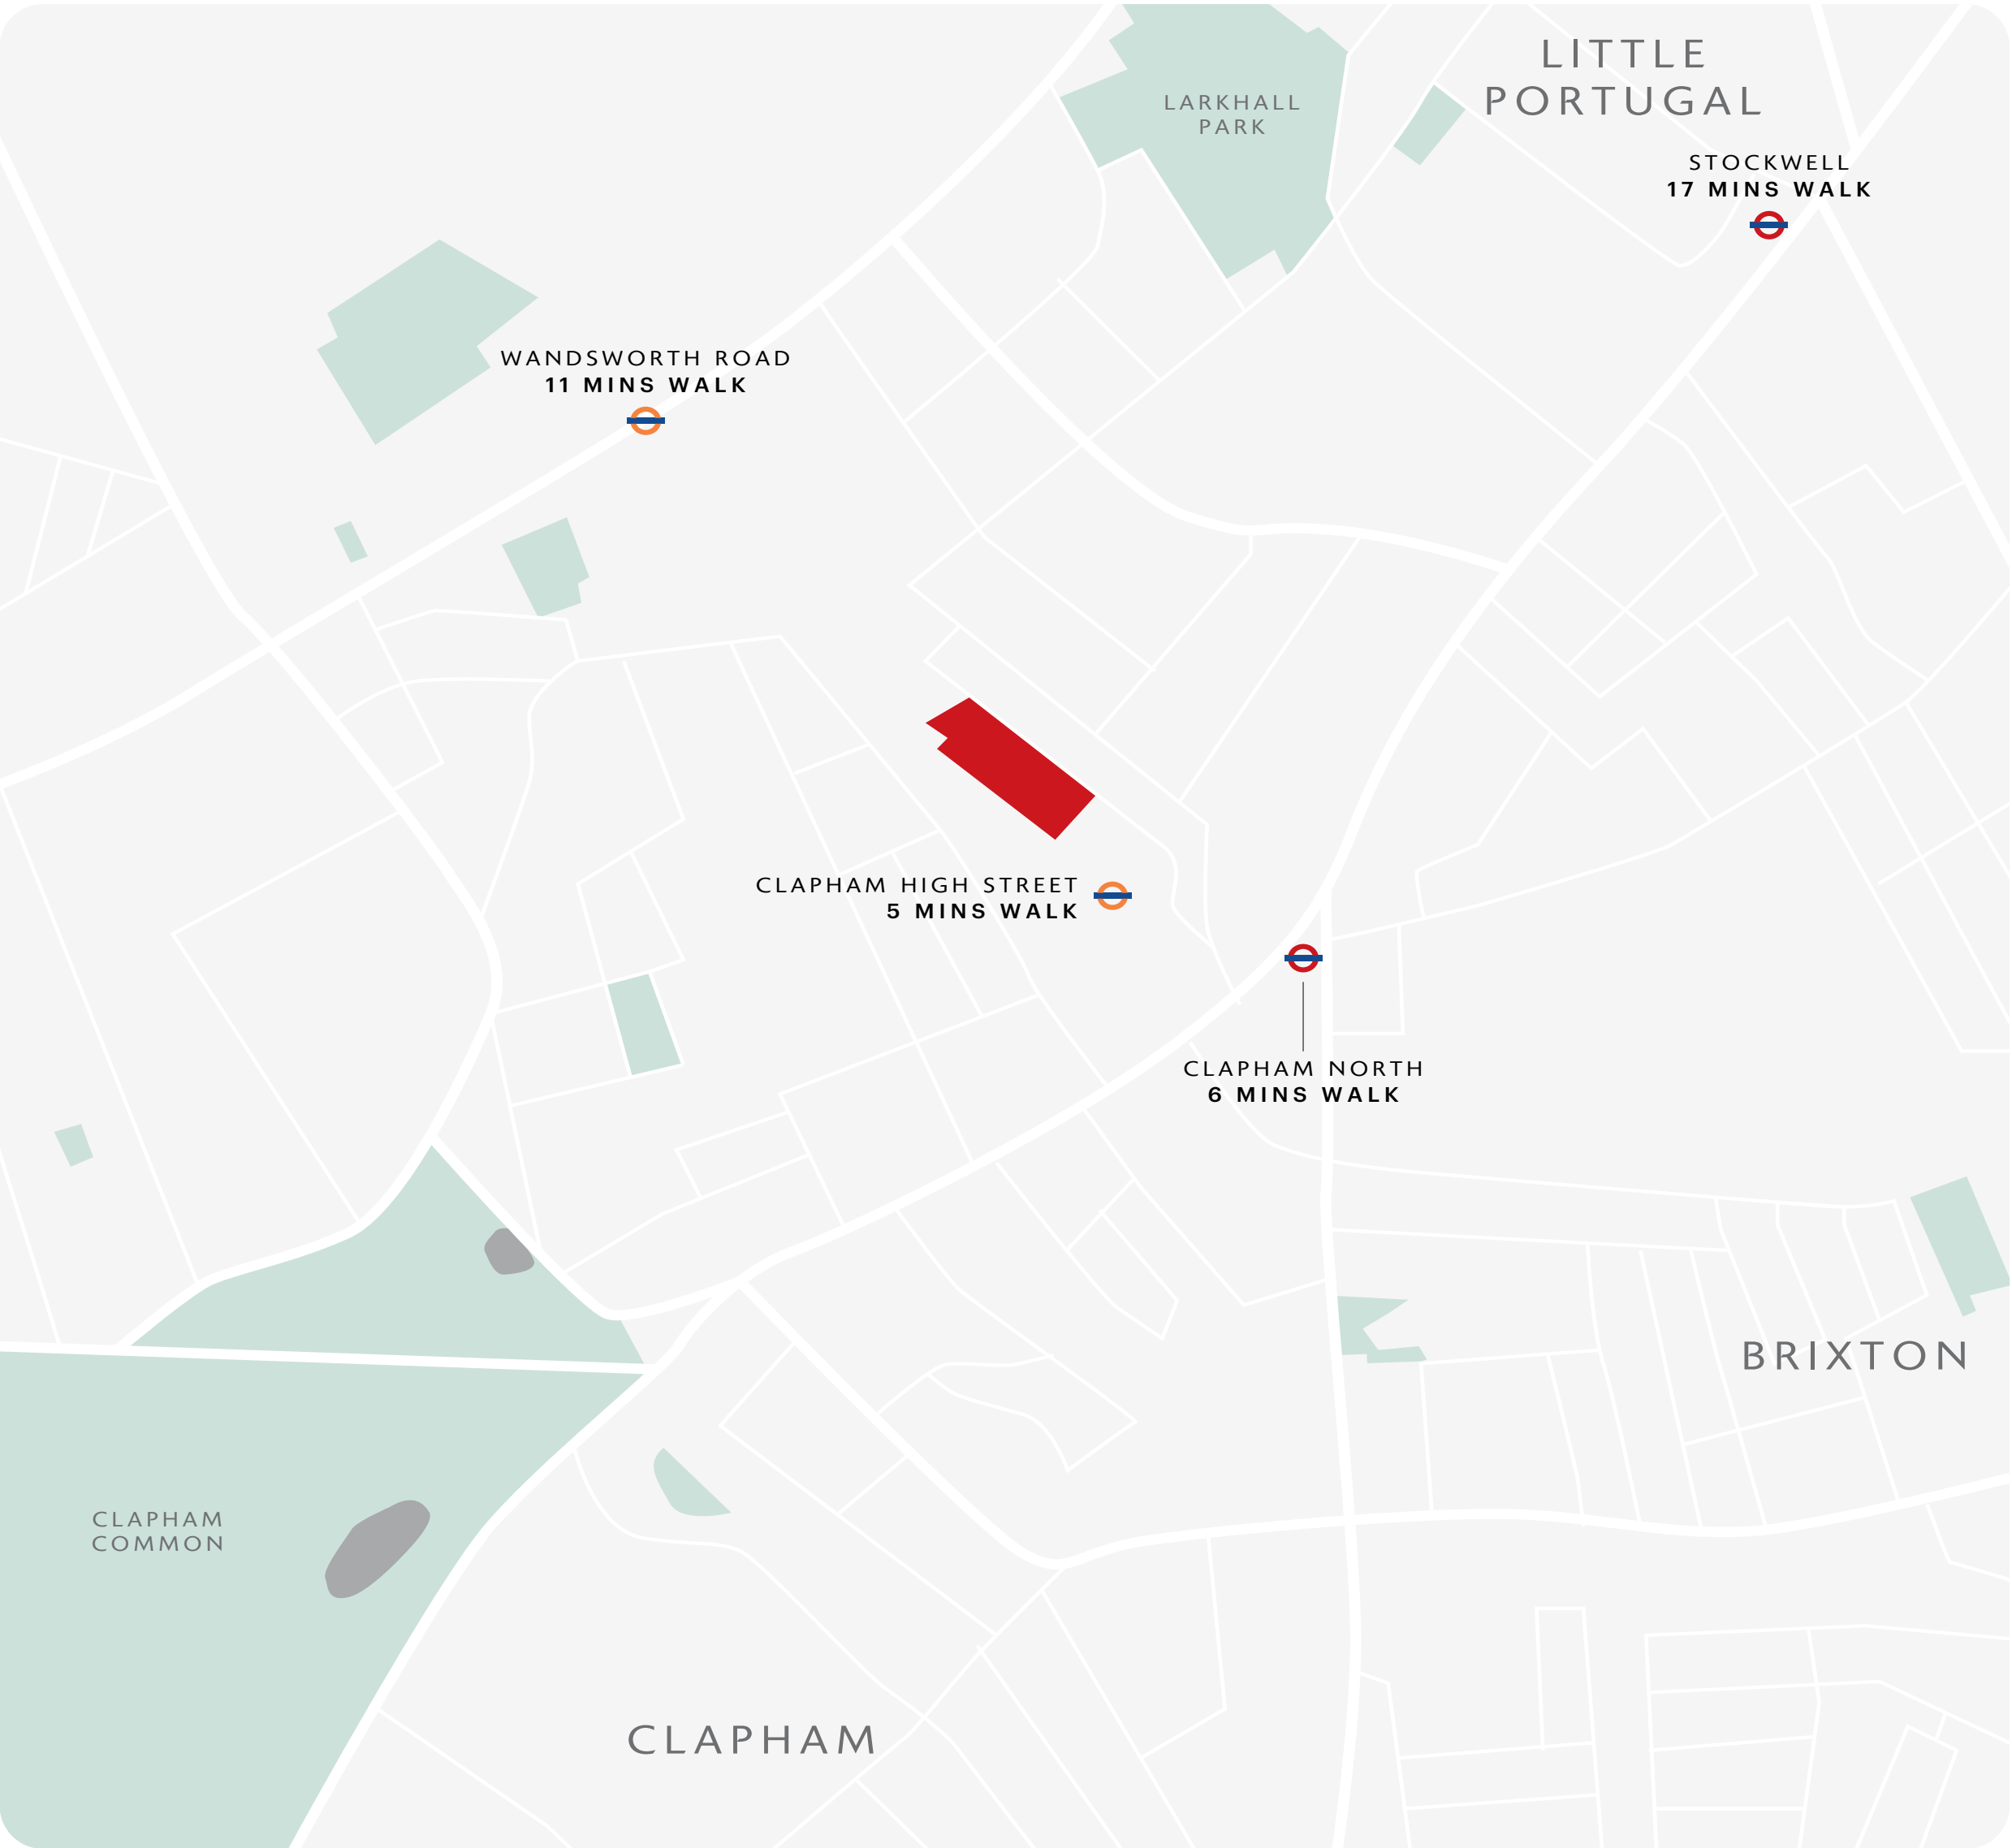 LITTLE
PORTUGAL
LARKHALL
PARK
STOCKWELL
17 MINS WALK
WANDSWORTH ROAD
11 MINS WALK
CLAPHAM HIGH STREET
5 MINS WALK
CLAPHAM NORTH
6 MINS WALK
BRIXTON
CLAPHAM
COMMON
CLAPHAM